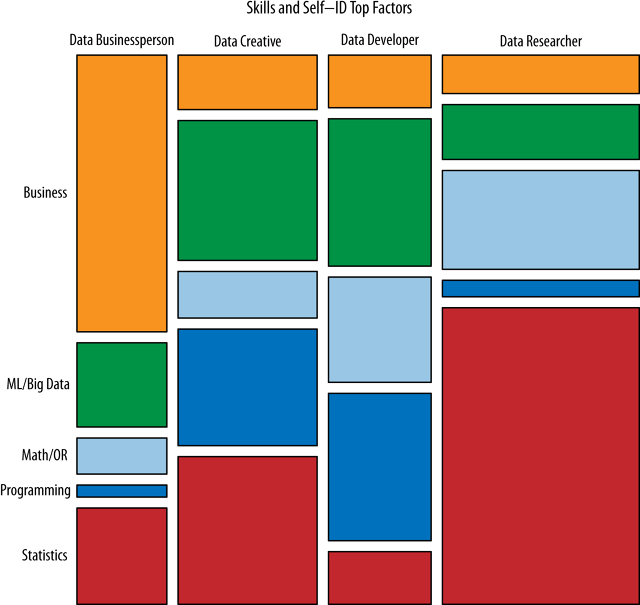 Skills and Self–ID Top Factors
Data Businessperson
Data Creative
Data Developer
Data Researcher
Business
ML/Big Data
Math/OR
Programming
Statistics